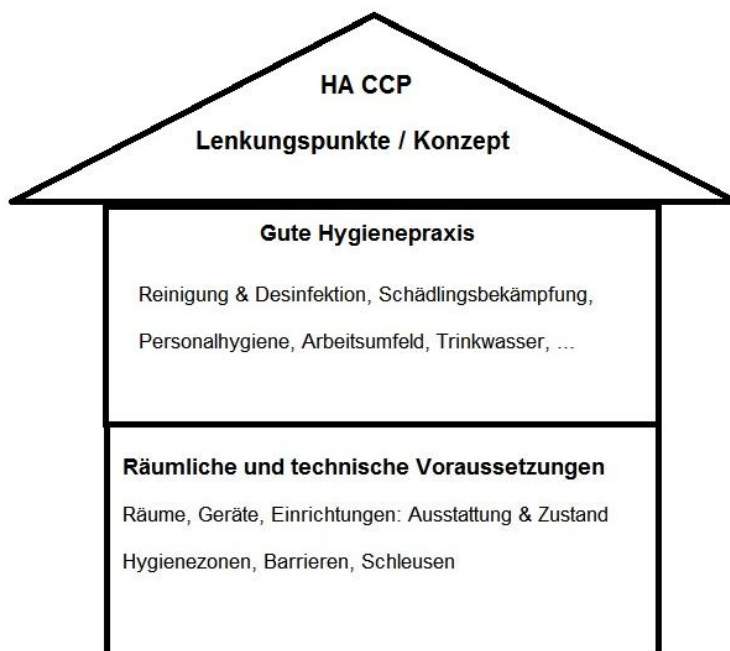 HA CCP
Lenkungspunkte / Konzept
Gute Hygienepraxis
Reinigung & Desinfektion, Schädlingsbekämpfung,
Personalhygiene, Arbeitsumfeld, Trinkwasser, ...
Räumliche und technische Voraussetzungen
Räume, Geräte, Einrichtungen: Ausstattung & Zustand
Hygienezonen, Barrieren, Schleusen